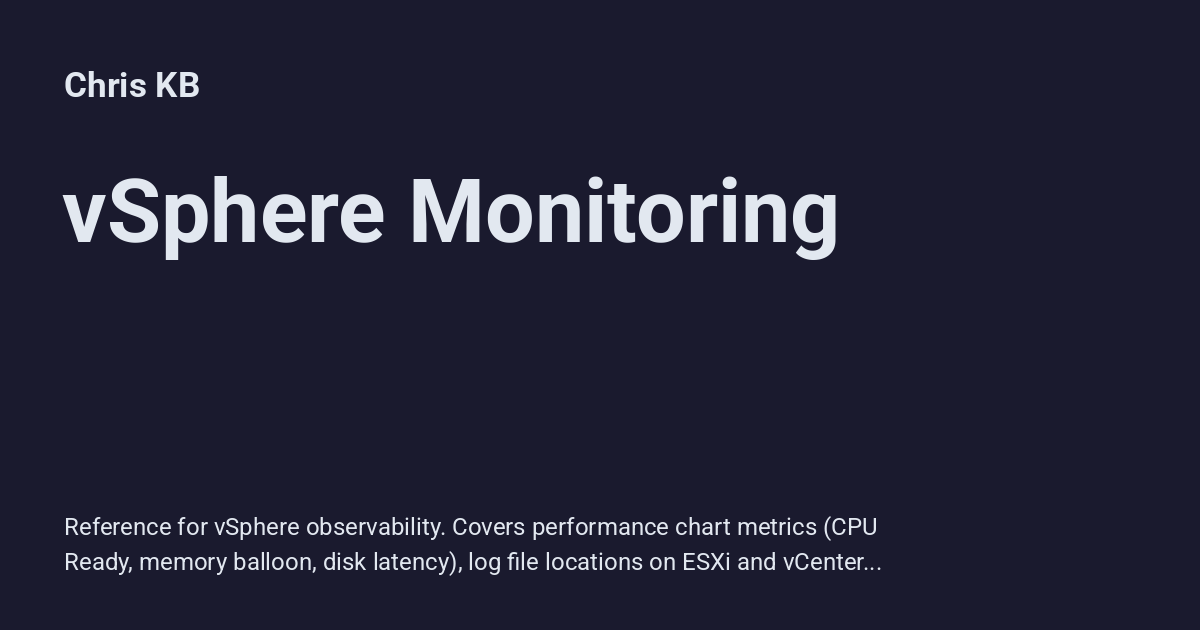 Chris KB
vSphere Monitoring
Reference for vSphere observability. Covers performance chart metrics (CPU
Ready, memory balloon, disk latency), log file locations on ESXi and vCenter...